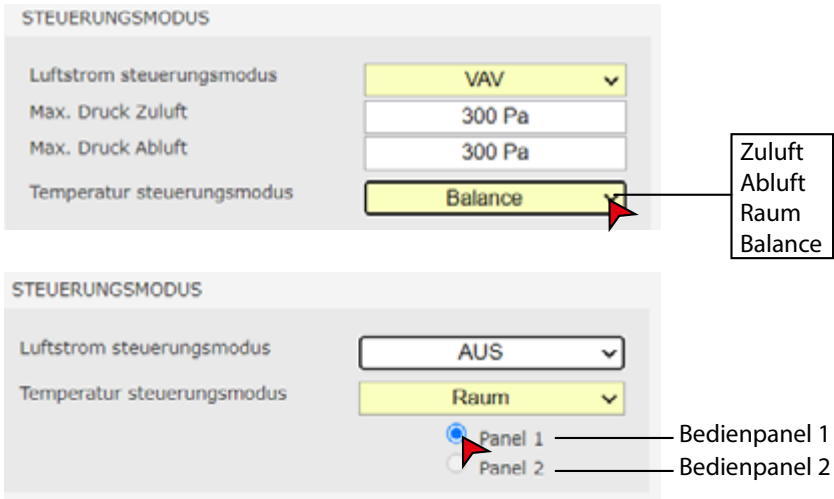 STEUERUNGSMODUS
Luftstrom steuerungsmodus VAV
Max. Druck Zuluft 300 Pa
Max. Druck Abluft 300 Pa
Temperatur steuerungsmodus Balance
Zuluft
Abluft
Raum
Balance
STEUERUNGSMODUS
Luftstrom steuerungsmodus AUS
Temperatur steuerungsmodus Raum
Panel 1 Bedienpanel 1
Panel 2 Bedienpanel 2